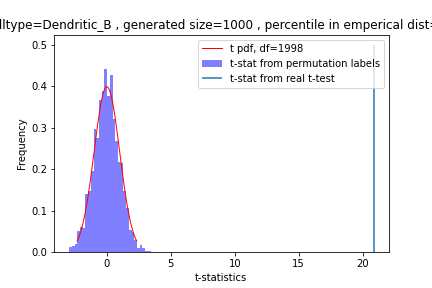 lltype=Dendritic_B , generated size=1000 , percentile in emperical dist=
t pdf, df=1998
t-stat from permutation labels
t-stat from real t-test
Frequency
0.5
0.4
0.3
0.2
0.1
0.0
0
5
10
15
20
t-statistics